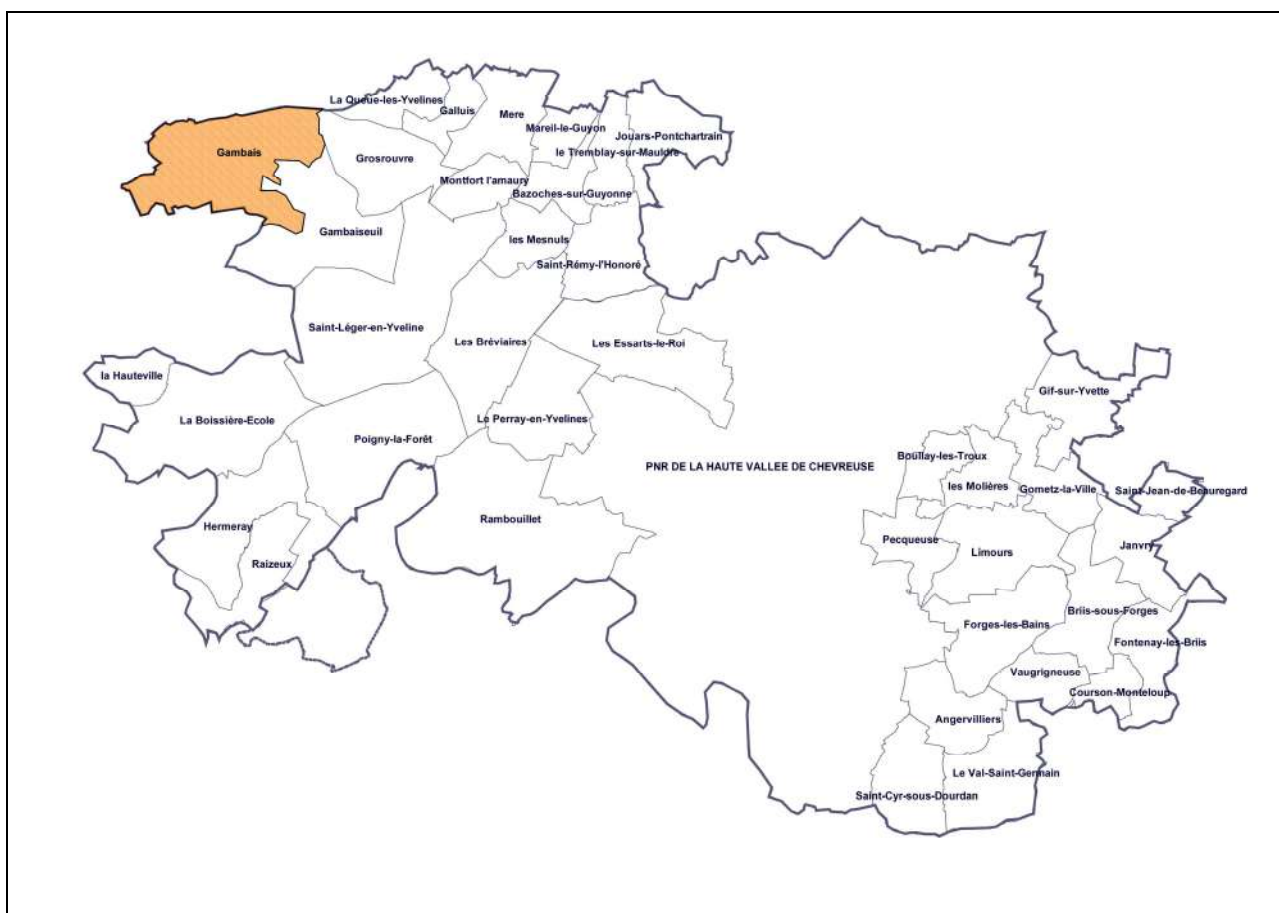 La Queue-les-Yvelines
Galluis
Mere
Mareil-le-Guyon
Jouars-Pontchartrain
Gambais
Grosrouvre
le Tremblay-sur-Mauldre
Montfort l'amaury
Bazoches-sur-Guyonne
Gambaiseuil
les Mesnuls
Saint-Rémy-l'Honoré
Saint-Léger-en-Yveline
Les Bréviaires
Les Essarts-le-Roi
la Hauteville
La Boissière-Ecole
Gif-sur-Yvette
Le Perray-en-Yvelines
Poigny-la-Forêt
PNR DE LA HAUTE VALLEE DE CHEVREUSE
Boullay-les-Troux
les Molières
Gometz-la-Ville
Saint-Jean-de-Beauregard
Rambouillet
Hermeray
Raizeux
Pecqueuse
Limours
Janvry
Forges-les-Bains
Briis-sous-Forges
Fontenay-les-Briis
Vaugrigneuse
Courson-Monteloup
Angervilliers
Le Val-Saint-Germain
Saint-Cyr-sous-Dourdan